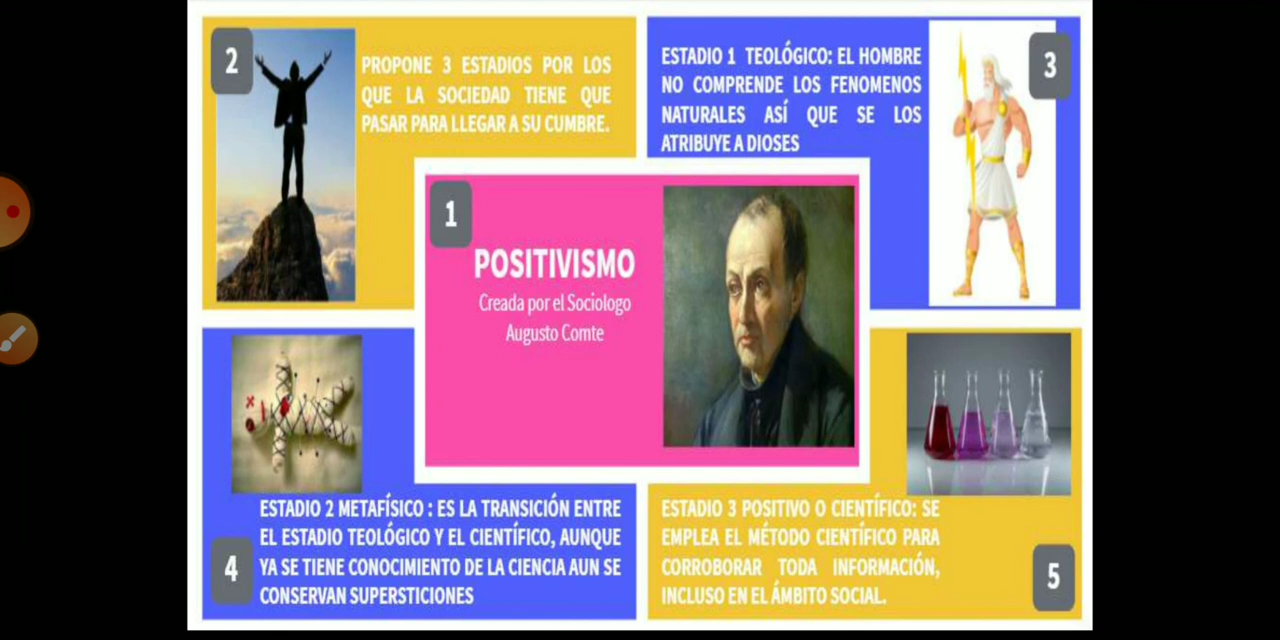 1
POSITIVISMO
Creada por el Sociologo
Augusto Comte
2
PROPONE 3 ESTADIOS POR LOS
QUE LA SOCIEDAD TIENE QUE
PASAR PARA LLEGAR A SU CUMBRE.
3
ESTADIO 1 TEOLÓGICO: EL HOMBRE
NO COMPRENDE LOS FENOMENOS
NATURALES ASÍ QUE SE LOS
ATRIBUYE A DIOSES
4
ESTADIO 2 METAFÍSICO : ES LA TRANSICIÓN ENTRE
EL ESTADIO TEOLÓGICO Y EL CIENTÍFICO, AUNQUE
YA SE TIENE CONOCIMIENTO DE LA CIENCIA AUN SE
CONSERVAN SUPERSTICIONES
5
ESTADIO 3 POSITIVO O CIENTÍFICO: SE
EMPLEA EL MÉTODO CIENTÍFICO PARA
CORROBORAR TODA INFORMACIÓN,
INCLUSO EN EL ÁMBITO SOCIAL.